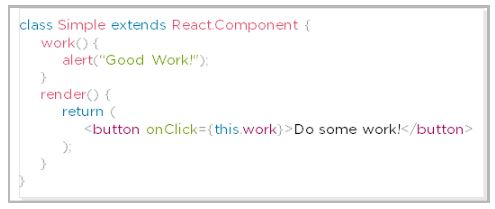 class Simple extends React.Component {
work() {
alert("Good Work!");
}
render() {
return (
<button onClick={this.work}>Do some work!</button>
);
}
}